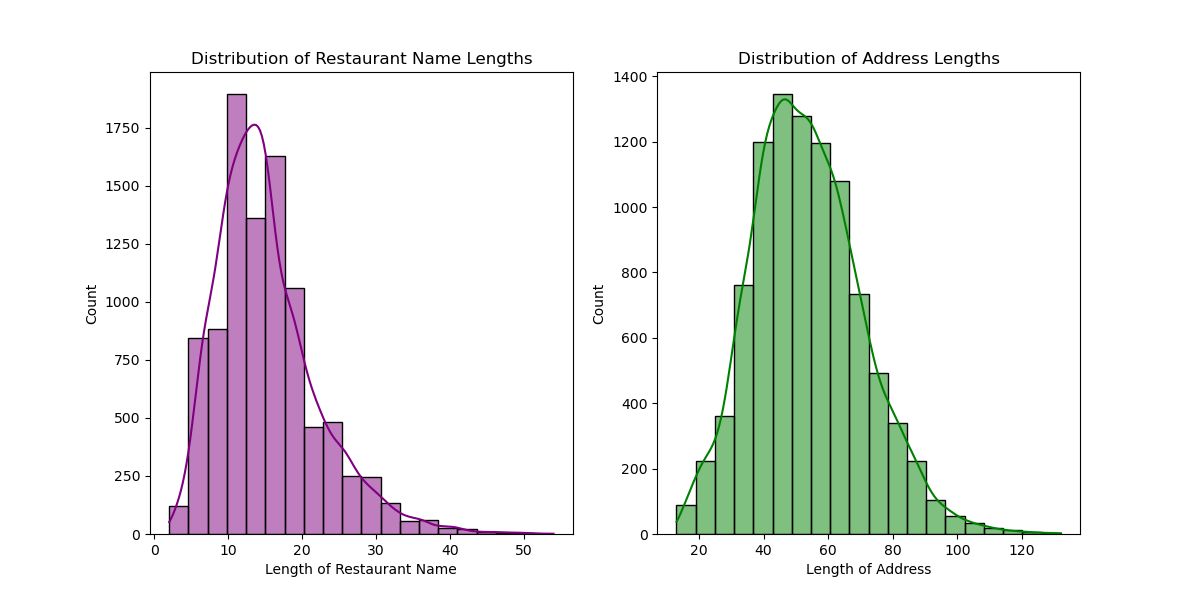 Distribution of Restaurant Name Lengths
1750
1500
1250
1000
750
500
250
0
Count
0 10 20 30 40 50
Length of Restaurant Name
Distribution of Address Lengths
1400
1200
1000
800
600
400
200
0
Count
20 40 60 80 100 120
Length of Address